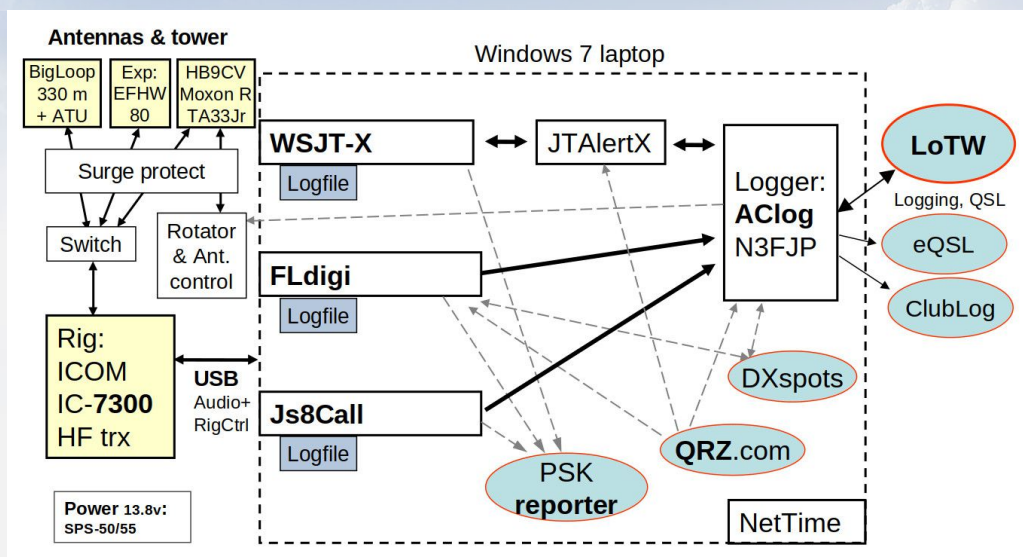 Antennas & tower
BigLoop
330 m
+ ATU
Exp:
EFHW
80
HB9CV
Moxon R
TA33Jr
Surge protect
Switch
Rotator
& Ant.
control
Rig:
ICOM
IC-7300
HF trx
USB
Audio+
RigCtrl
Power 13.8v:
SPS-50/55
Windows 7 laptop
WSJT-X
Logfile
JTAlertX
FLdigi
Logfile
Js8Call
Logfile
Logger:
AClog
N3FJP
LoTW
Logging, QSL
eQSL
ClubLog
DXspots
QRZ.com
PSK
reporter
NetTime